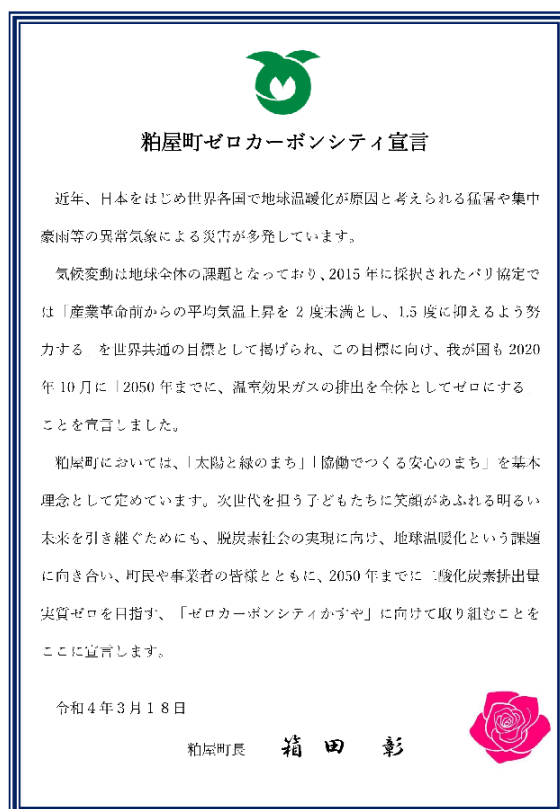 粕屋町ゼロカーボンシティ宣言
近年、日本をはじめ世界各国で地球温暖化が原因と考えられる猛暑や集中
豪雨等の異常気象による災害が多発しています。
気候変動は地球全体の課題となっており、2015年に採択されたパリ協定で
は「産業革命前からの平均気温上昇を2度未満とし、1.5度に抑えるよう努
力する」を世界共通の目標として掲げられ、この目標に向け、我が国も2020
年10月に「2050年までに、温室効果ガスの排出を全体としてゼロにする
ことを宣言しました。
粕屋町においては、「太陽と緑のまち」「協働でつくる安心のまち」を基本
理念として定めています。次世代を担う子どもたちに笑顔があふれる明るい
未来を引き継ぐためにも、脱炭素社会の実現に向け、地球温暖化という課題
に向き合い、町民や事業者の皆様とともに、2050年までに二酸化炭素排出量
実質ゼロを目指す、「ゼロカーボンシティかすや」に向けて取り組むことを
ここに宣言します。
令和4年3月18日
粕屋町長 箱田 彰